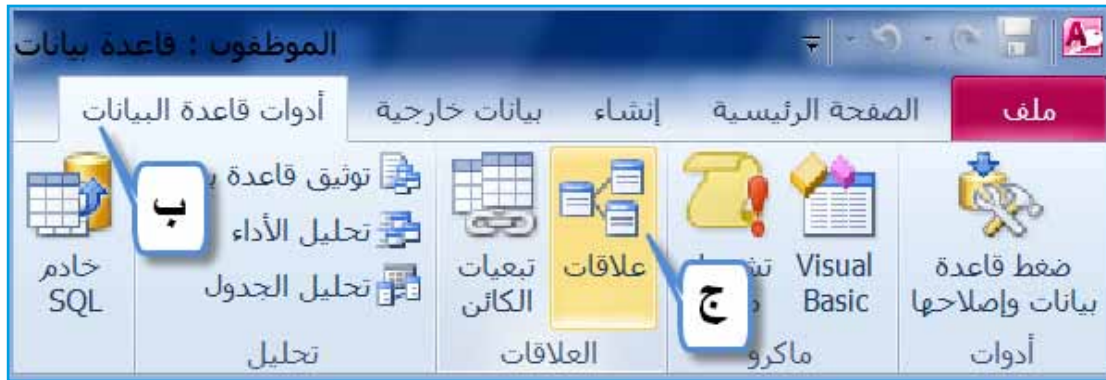 الموظفون : قاعدة بيانات
ملف الصفحة الرئيسية إنشاء بيانات خارجية أدوات قاعدة البيانات
ب
ج
ضغط قاعدة
بيانات وإصلاحها
أدوات
Visual
Basic
ماكرو
علاقات
تبعيات
الكائن
العلاقات
توثيق قاعدة
تحليل الأداء
تحليل الجدول
تحليل
خادم
SQL